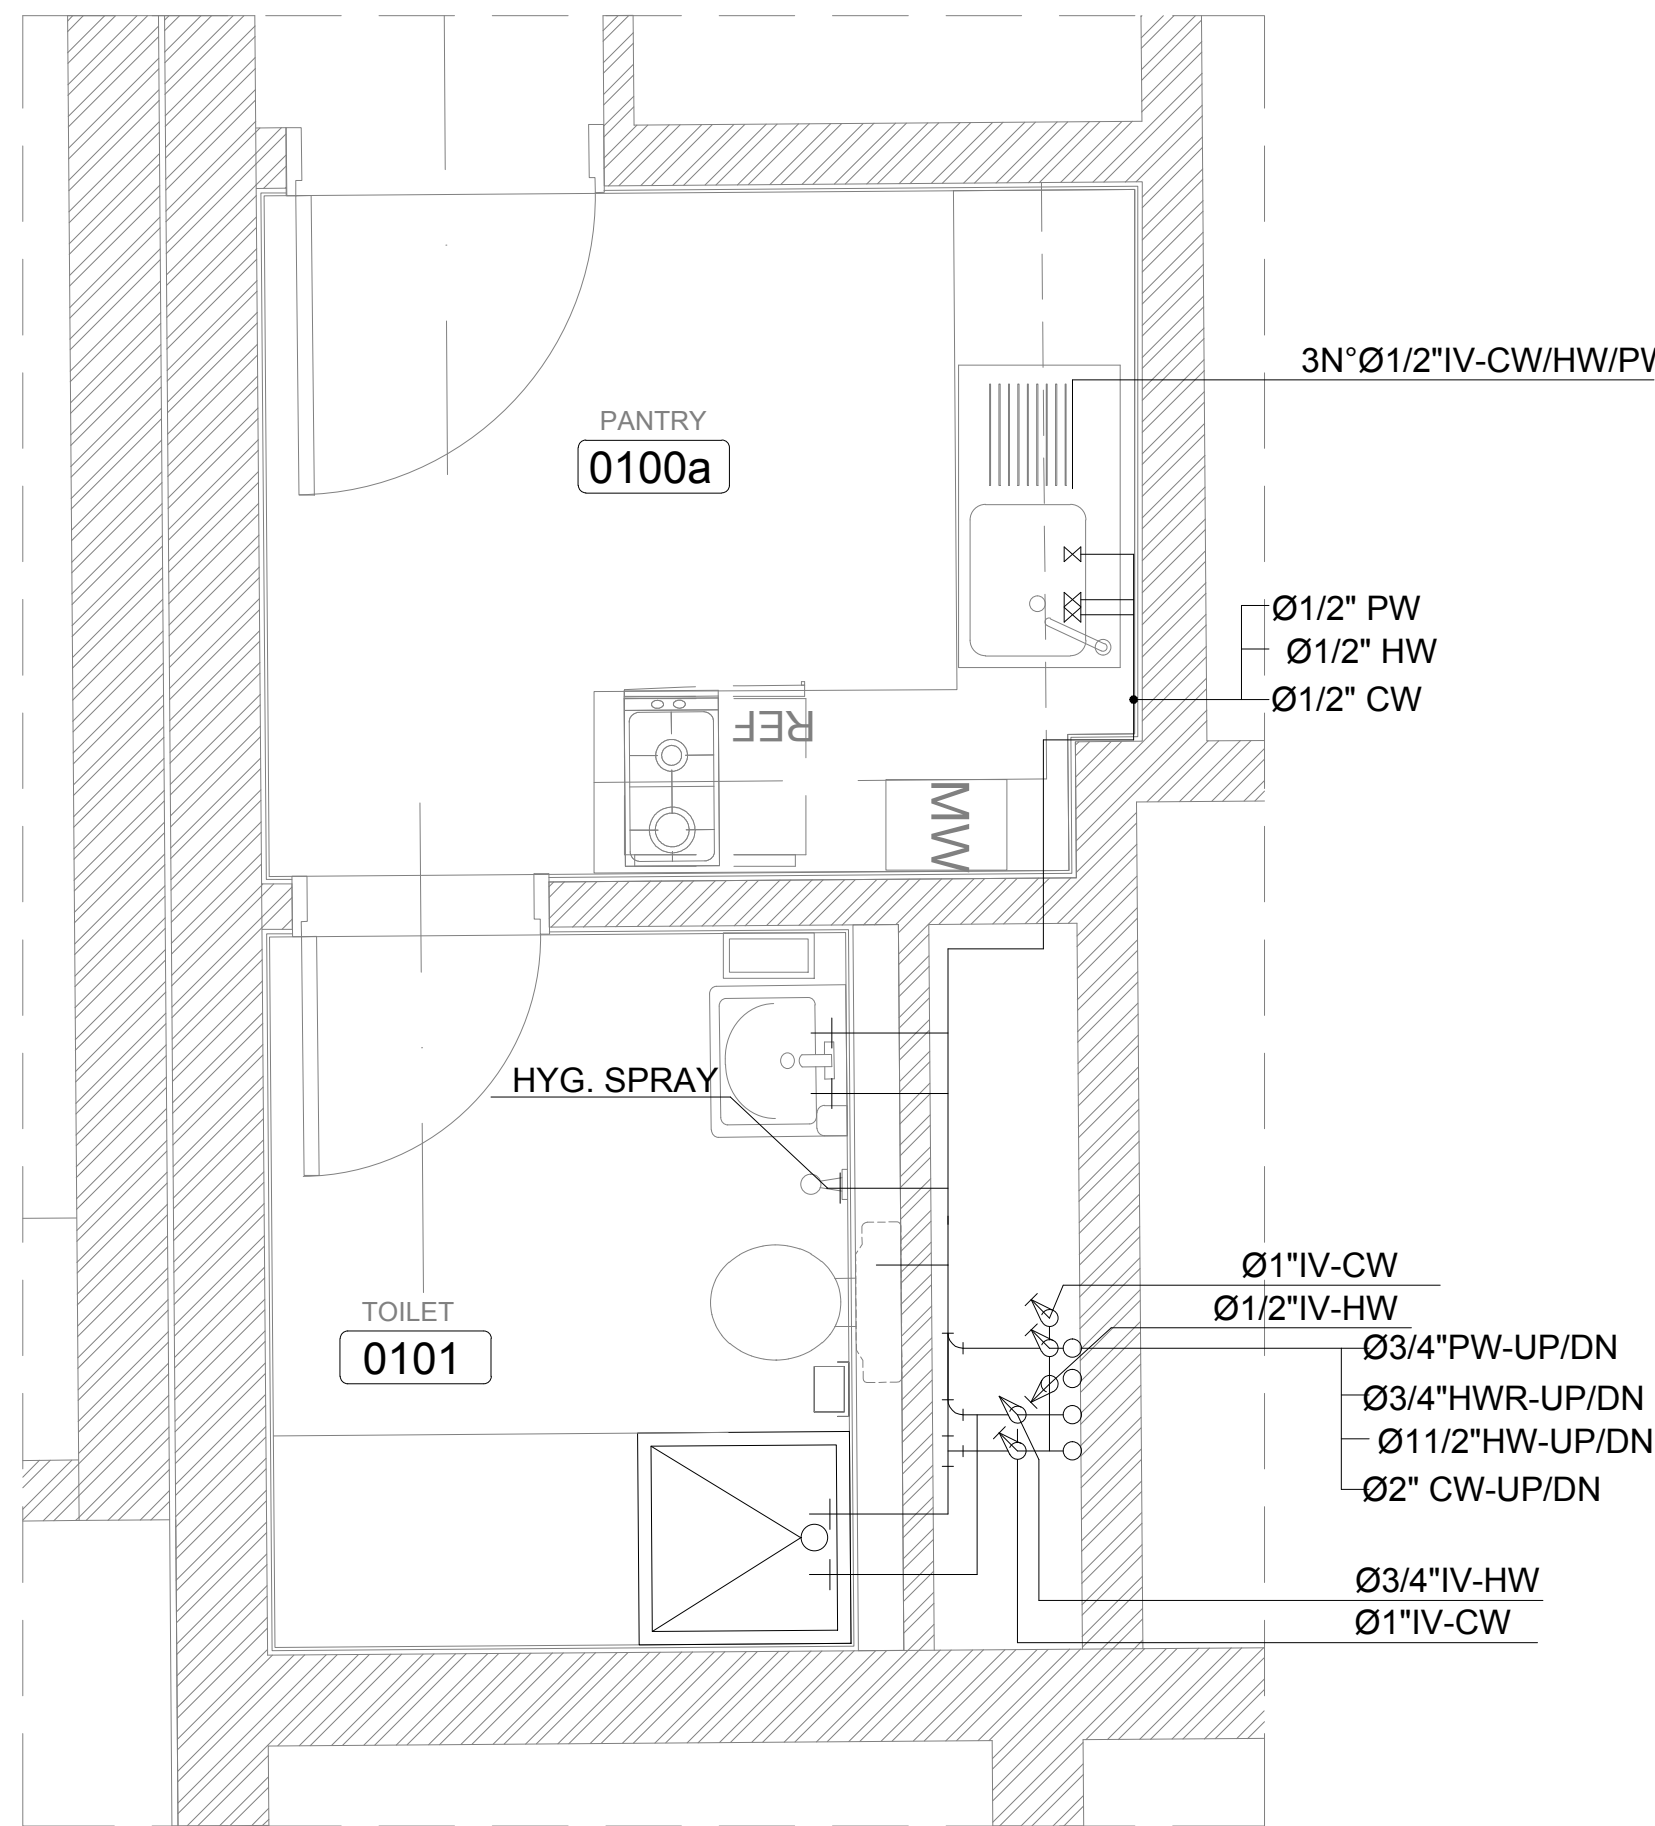 3N°Ø1/2"IV-CW/HW/PW
PANTRY
0100a
Ø1/2" PW
Ø1/2" HW
Ø1/2" CW
REF
MW
HYG. SPRAY
Ø1"IV-CW
Ø1/2"IV-HW
TOILET
0101
Ø3/4"PW-UP/DN
Ø3/4"HWR-UP/DN
Ø11/2"HW-UP/DN
Ø2" CW-UP/DN
Ø3/4"IV-HW
Ø1"IV-CW